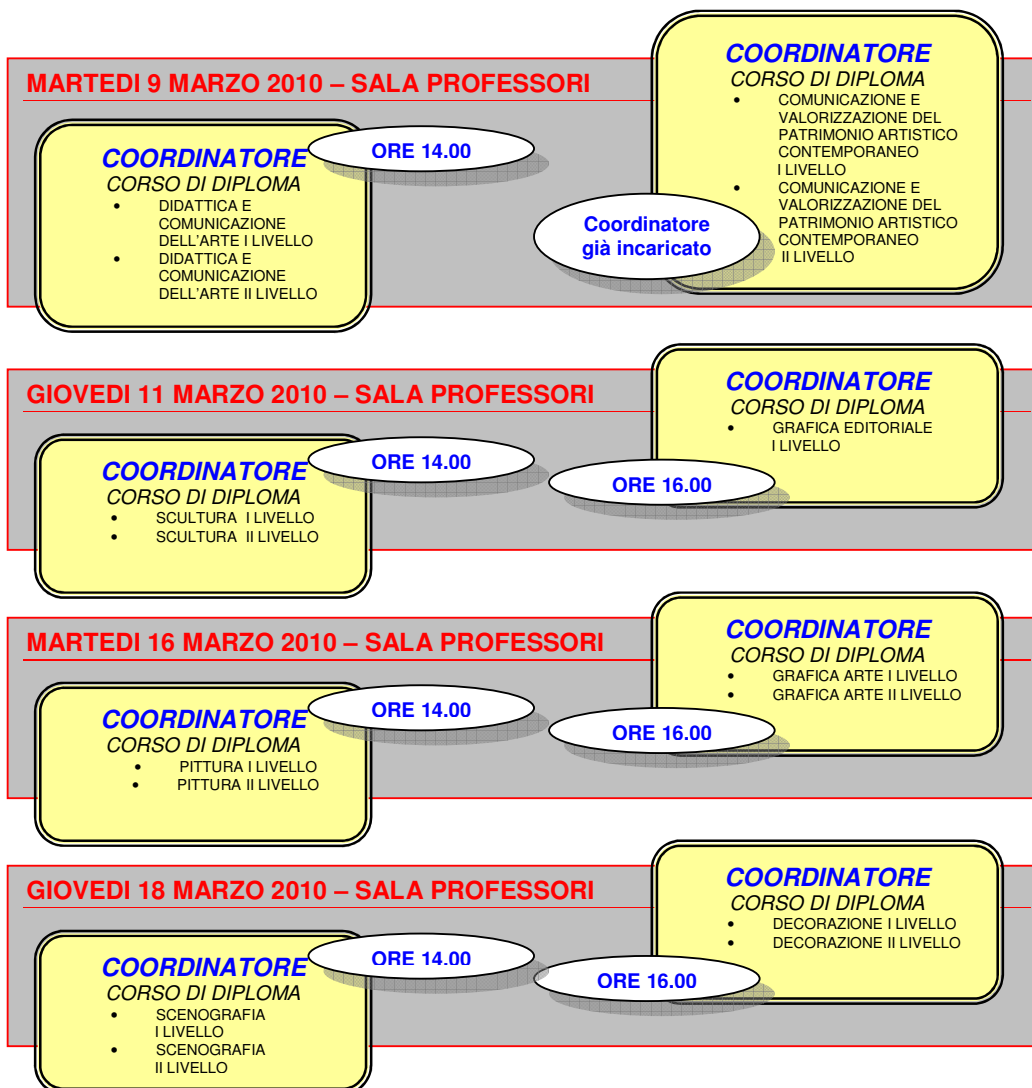 MARTEDI 9 MARZO 2010 – SALA PROFESSORI
COORDINATORE
CORSO DI DIPLOMA
• DIDATTICA E
COMUNICAZIONE
DELL'ARTE I LIVELLO
• DIDATTICA E
COMUNICAZIONE
DELL'ARTE II LIVELLO
ORE 14.00
COORDINATORE
CORSO DI DIPLOMA
• COMUNICAZIONE E
VALORIZZAZIONE DEL
PATRIMONIO ARTISTICO
CONTEMPORANEO
I LIVELLO
• COMUNICAZIONE E
VALORIZZAZIONE DEL
PATRIMONIO ARTISTICO
CONTEMPORANEO
II LIVELLO
Coordinatore
già incaricato
GIOVEDI 11 MARZO 2010 – SALA PROFESSORI
COORDINATORE
CORSO DI DIPLOMA
• SCULTURA I LIVELLO
• SCULTURA II LIVELLO
ORE 14.00
COORDINATORE
CORSO DI DIPLOMA
• GRAFICA EDITORIALE
I LIVELLO
ORE 16.00
MARTEDI 16 MARZO 2010 – SALA PROFESSORI
COORDINATORE
CORSO DI DIPLOMA
• PITTURA I LIVELLO
• PITTURA II LIVELLO
ORE 14.00
COORDINATORE
CORSO DI DIPLOMA
• GRAFICA ARTE I LIVELLO
• GRAFICA ARTE II LIVELLO
ORE 16.00
GIOVEDI 18 MARZO 2010 – SALA PROFESSORI
COORDINATORE
CORSO DI DIPLOMA
• SCENOGRAFIA
I LIVELLO
• SCENOGRAFIA
II LIVELLO
ORE 14.00
COORDINATORE
CORSO DI DIPLOMA
• DECORAZIONE I LIVELLO
• DECORAZIONE II LIVELLO
ORE 16.00